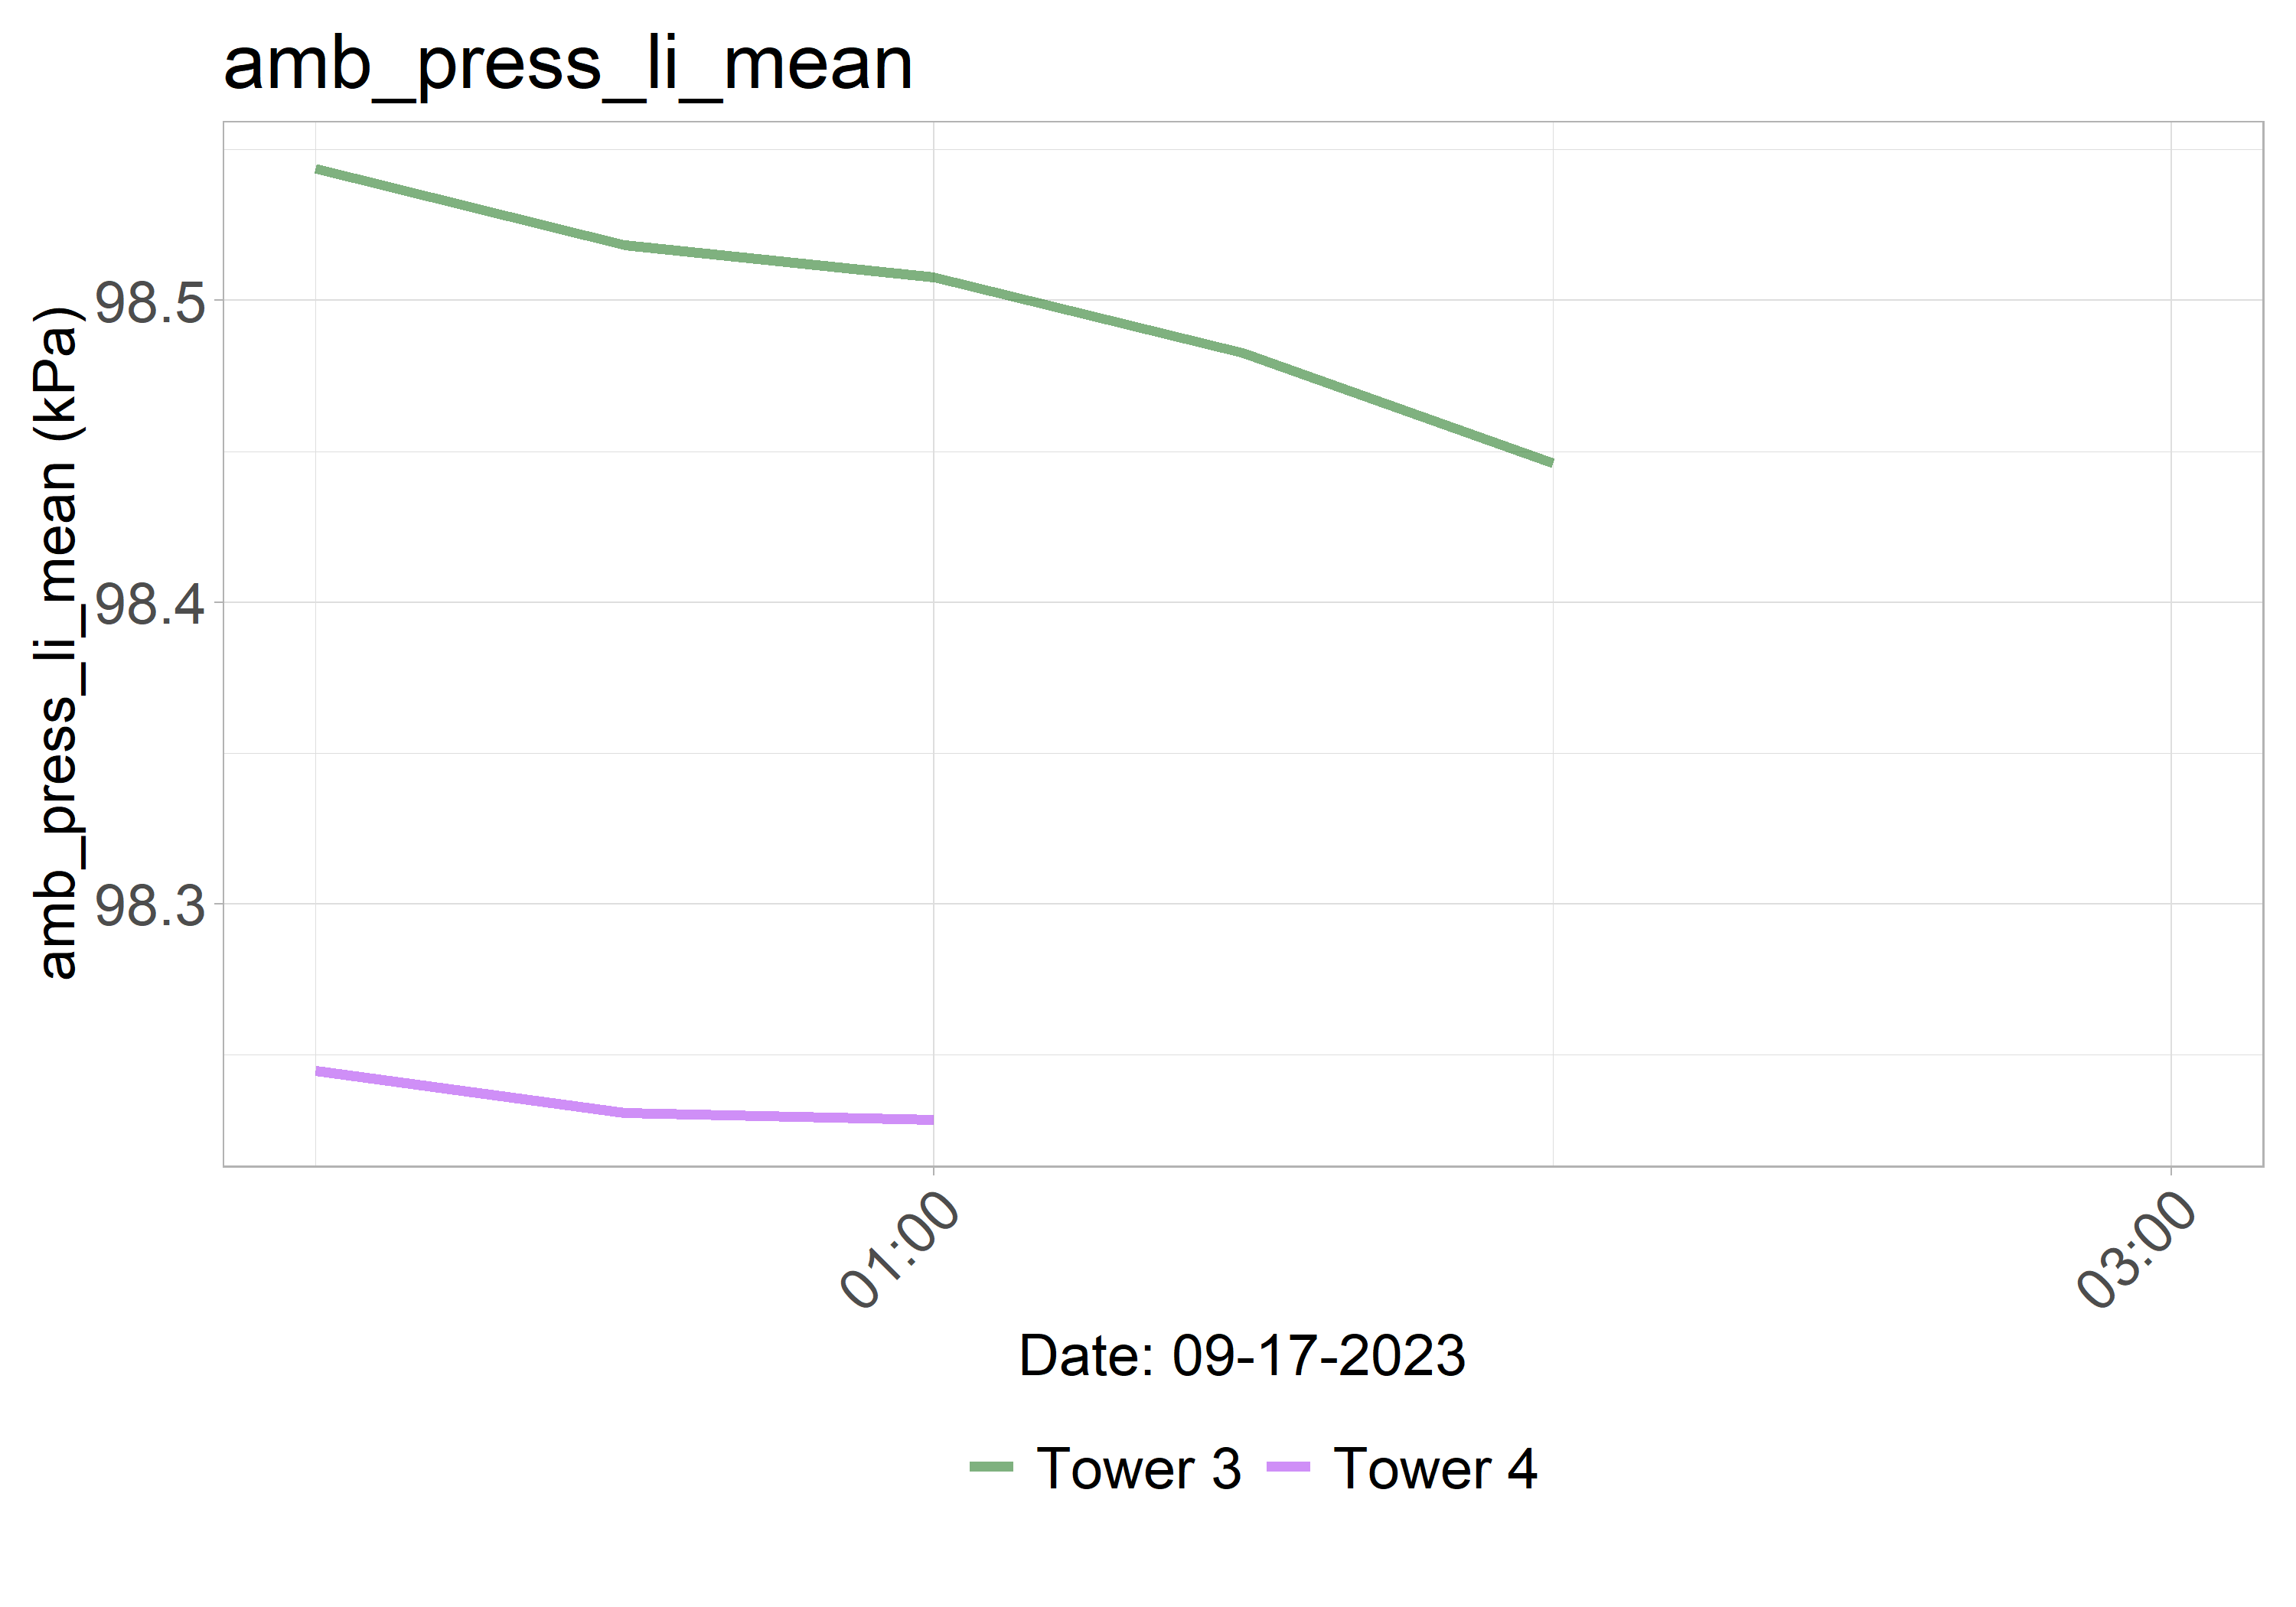 amb_press_li_mean
amb_press_li_mean (kPa)
98.5
98.4
98.3
01:00
03:00
Date: 09-17-2023
Tower 3
Tower 4